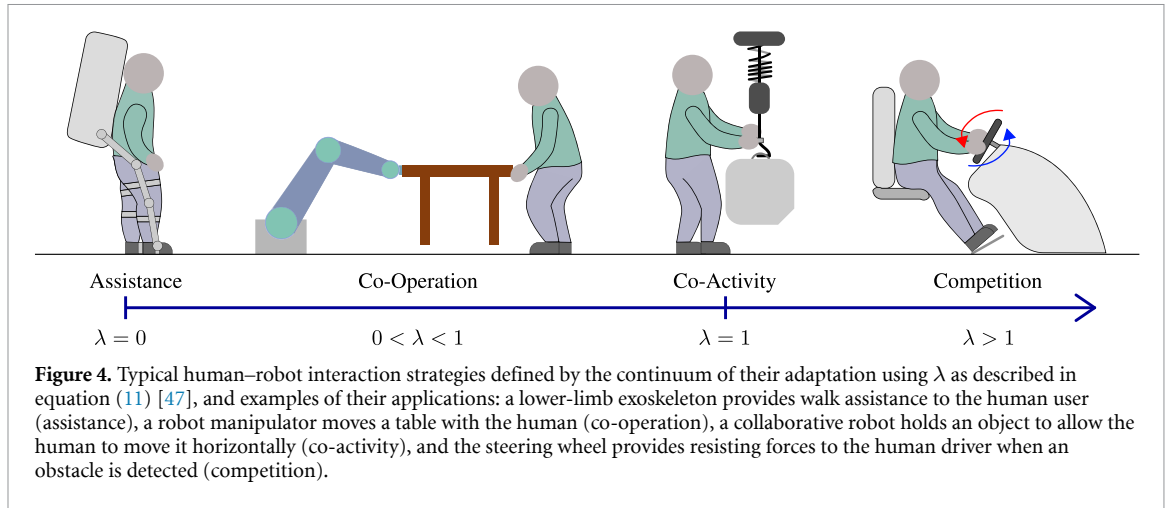 Assistance Co-Operation Co-Activity Competition
λ = 0 0 < λ < 1 λ = 1 λ > 1
Figure 4. Typical human–robot interaction strategies defined by the continuum of their adaptation using λ as described in
equation (11) [47], and examples of their applications: a lower-limb exoskeleton provides walk assistance to the human user
(assistance), a robot manipulator moves a table with the human (co-operation), a collaborative robot holds an object to allow the
human to move it horizontally (co-activity), and the steering wheel provides resisting forces to the human driver when an
obstacle is detected (competition).